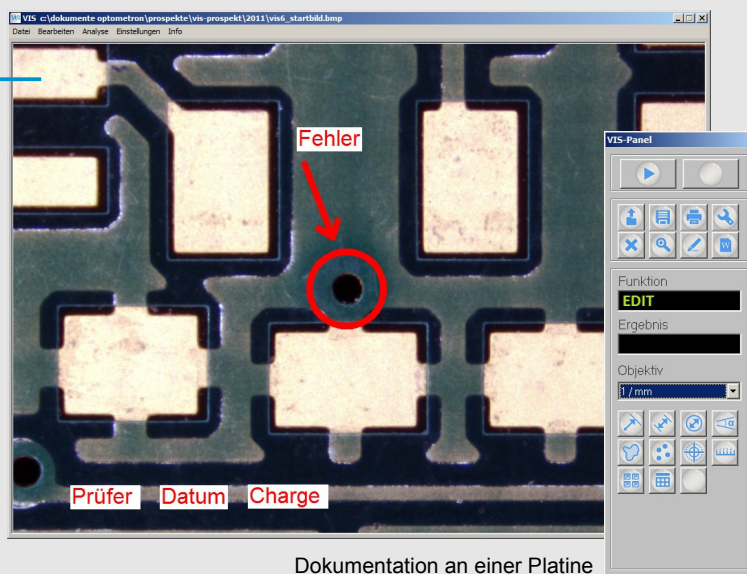 VIS c:\dokumente optometron\prospekte\vis-prospekt\2011\vis6_startbild.bmp
Datei Bearbeiten Analyse Einstellungen Info
Fehler
VIS-Panel
Funktion
EDIT
Ergebnis
Objektiv
1 / mm
Prüfer Datum Charge
Dokumentation an einer Platine